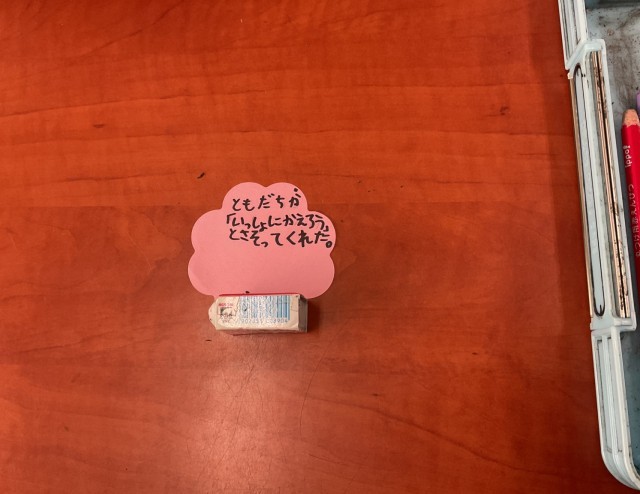 ともだちが
「いっしょにかえろう」
とさそってくれた。